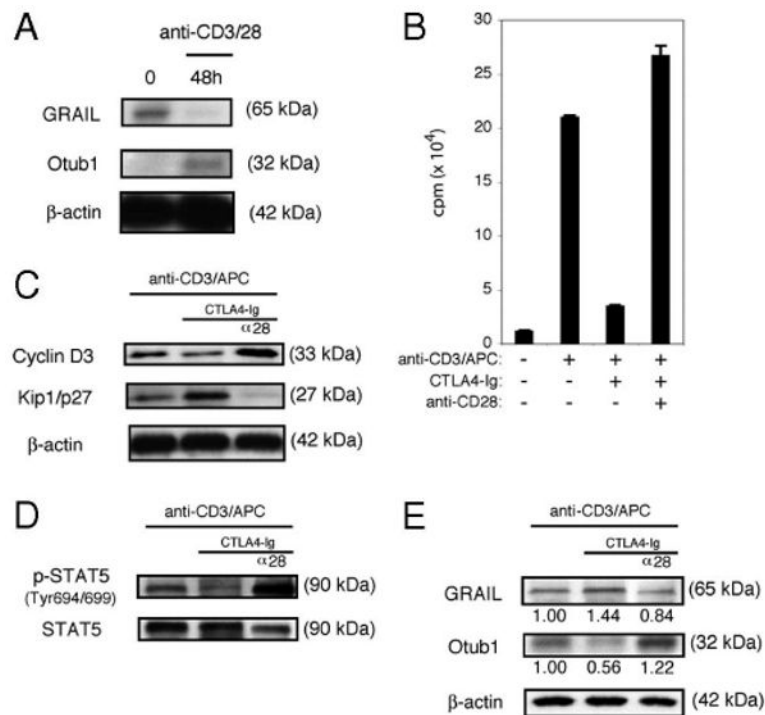 A
anti-CD3/28
0 48h
GRAIL (65 kDa)
Otub1 (32 kDa)
β-actin (42 kDa)
B
30
25
20
15
10
5
0
cpm (x 10⁴)
anti-CD3/APC: - + + +
CTLA4-Ig: - - + +
anti-CD28: - - - +
C
anti-CD3/APC
CTLA4-Ig
α28
Cyclin D3 (33 kDa)
Kip1/p27 (27 kDa)
β-actin (42 kDa)
D
anti-CD3/APC
CTLA4-Ig
α28
p-STAT5 (90 kDa)
(Tyr694/699)
STAT5 (90 kDa)
E
anti-CD3/APC
CTLA4-Ig
α28
GRAIL (65 kDa)
1.00 1.44 0.84
Otub1 (32 kDa)
1.00 0.56 1.22
β-actin (42 kDa)